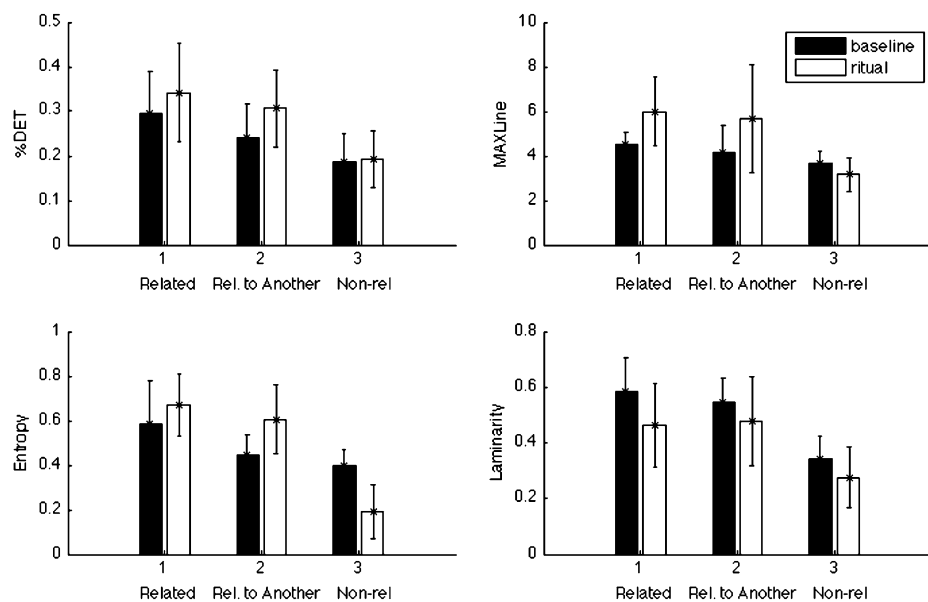 0.5
0.4
0.3
0.2
0.1
0
%DET
1 2 3
Related Rel. to Another Non-rel
10
8
6
4
2
0
MAXLine
baseline
ritual
1 2 3
Related Rel. to Another Non-rel
1
0.8
0.6
0.4
0.2
0
Entropy
1 2 3
Related Rel. to Another Non-rel
0.8
0.6
0.4
0.2
0
Laminarity
1 2 3
Related Rel. to Another Non-rel